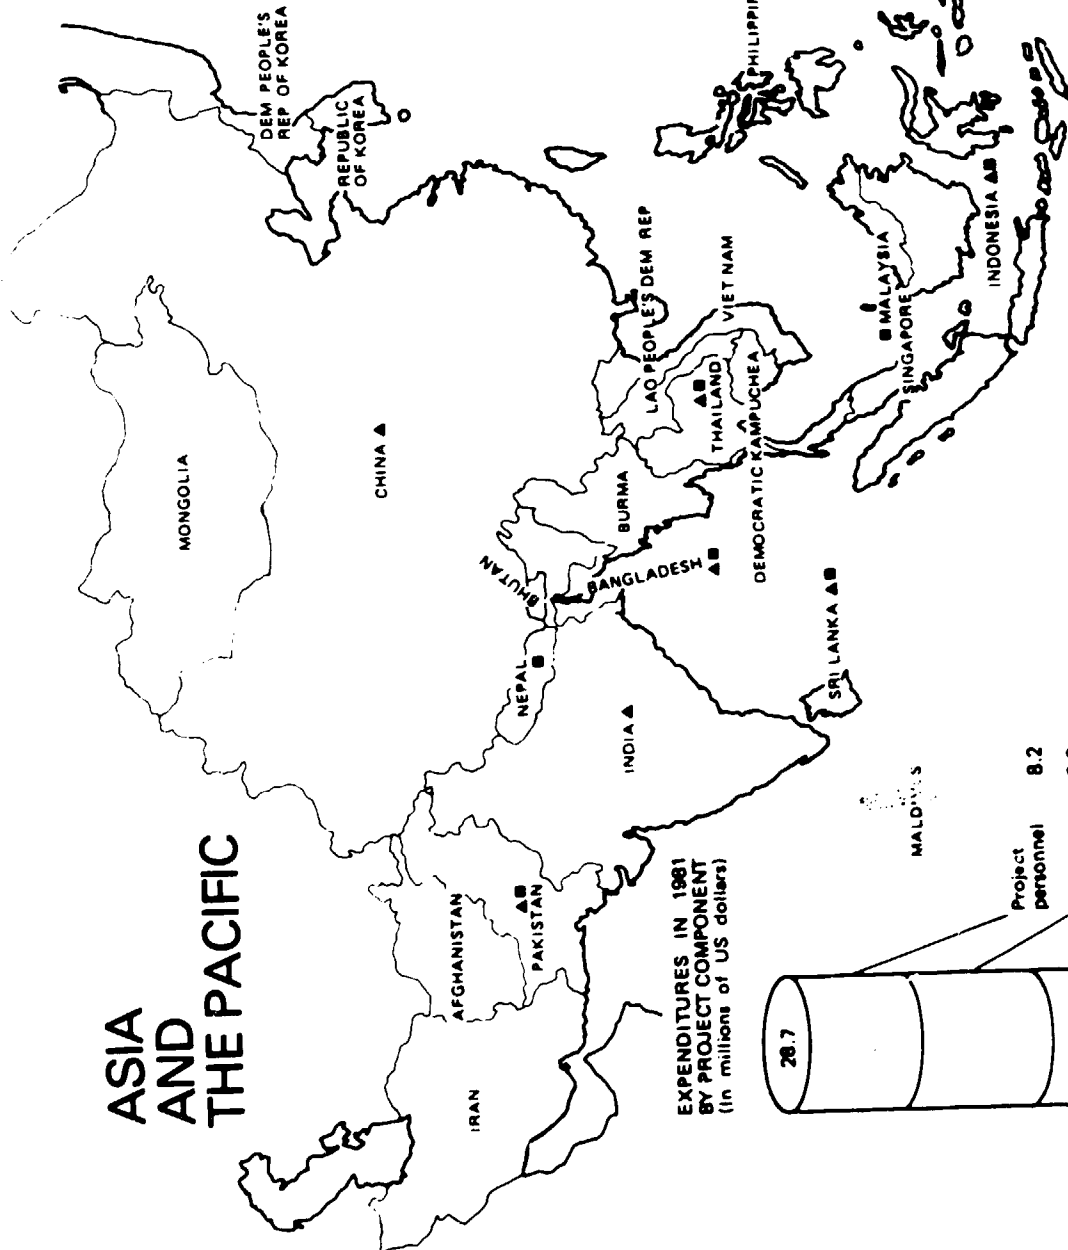 ASIA
AND
THE PACIFIC
MONGOLIA
DEM PEOPLE'S
REP OF KOREA
REPUBLIC
OF KOREA
CHINA
AFGHANISTAN
IRAN
PAKISTAN
NEPAL
BHUTAN
INDIA
BANGLADESH
BURMA
LAO PEOPLE'S DEM REP
THAILAND
VIET NAM
DEMOCRATIC KAMPUCHEA
SRI LANKA
MALAYSIA
SINGAPORE
INDONESIA
EXPENDITURES IN 1981
BY PROJECT COMPONENT
(In millions of US dollars)
28.7
Project
personnel 8.2